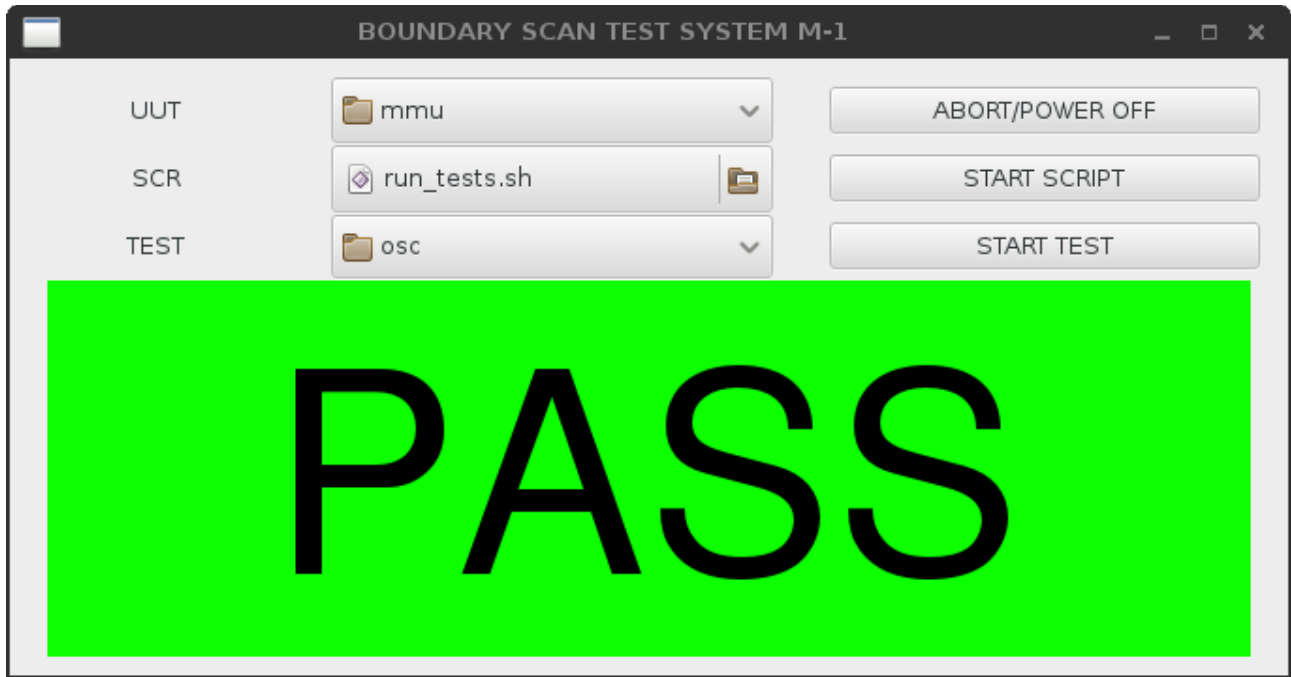 BOUNDARY SCAN TEST SYSTEM M-1
UUT mmu ABORT/POWER OFF
SCR run_tests.sh START SCRIPT
TEST osc START TEST
PASS